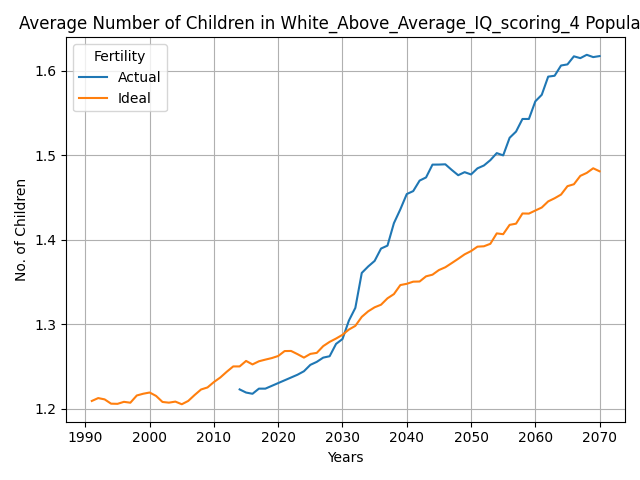 Average Number of Children in White_Above_Average_IQ_scoring_4 Popula
Fertility
Actual
Ideal
No. of Children
1.6
1.5
1.4
1.3
1.2
1990 2000 2010 2020 2030 2040 2050 2060 2070
Years